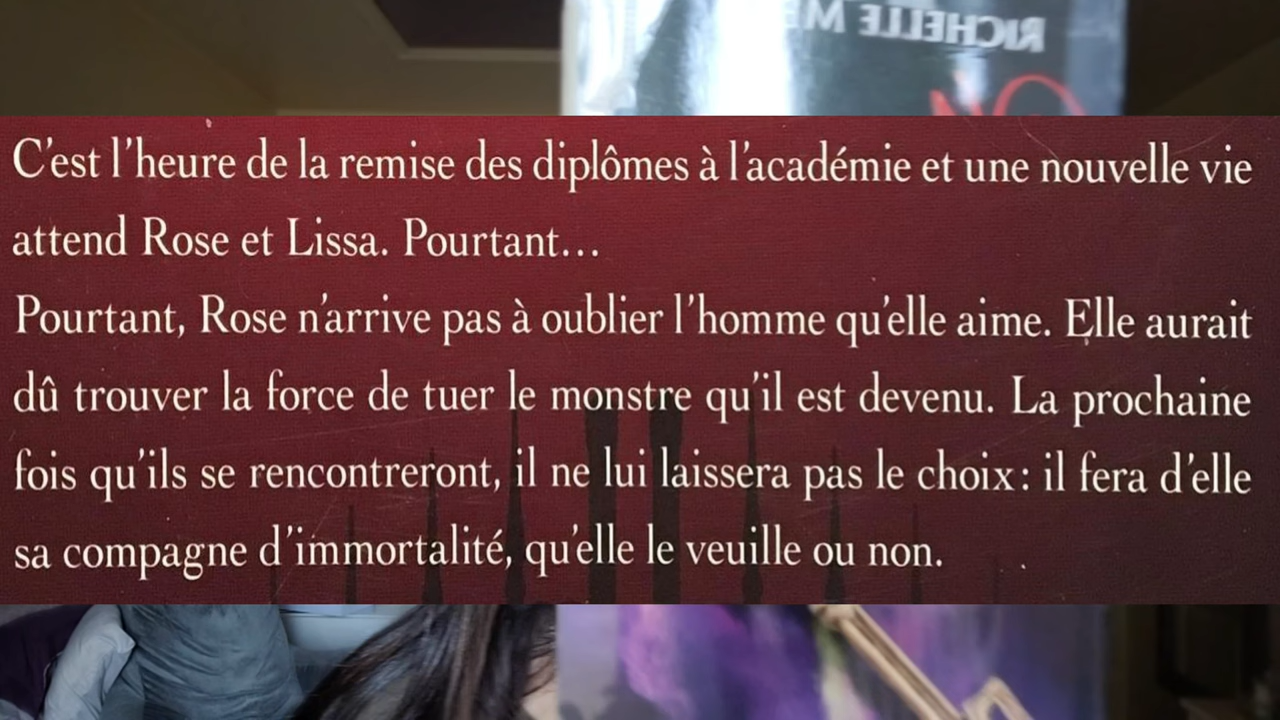 RICHELLE
C'est l'heure de la remise des diplômes à l'académie et une nouvelle vie
attend Rose et Lissa. Pourtant...
Pourtant, Rose n'arrive pas à oublier l'homme qu'elle aime. Elle aurait
dû trouver la force de tuer le monstre qu'il est devenu. La prochaine
fois qu'ils se rencontreront, il ne lui laissera pas le choix : il fera d'elle
sa compagne d'immortalité, qu'elle le veuille ou non.